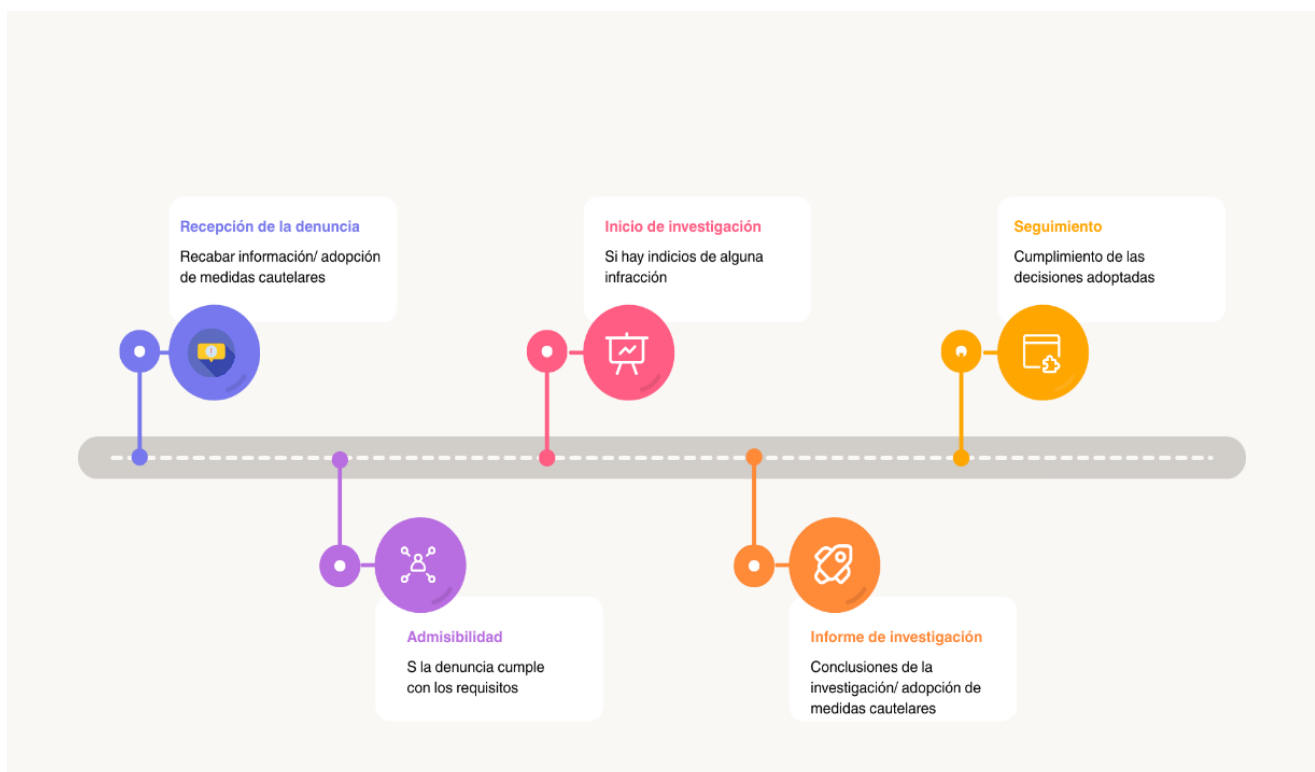 Recepción de la denuncia
Recabar información/ adopción
de medidas cautelares
Admisibilidad
S la denuncia cumple
con los requisitos
Inicio de investigación
Si hay indicios de alguna
infracción
Informe de investigación
Conclusiones de la
investigación/ adopción de
medidas cautelares
Seguimiento
Cumplimiento de las
decisiones adoptadas